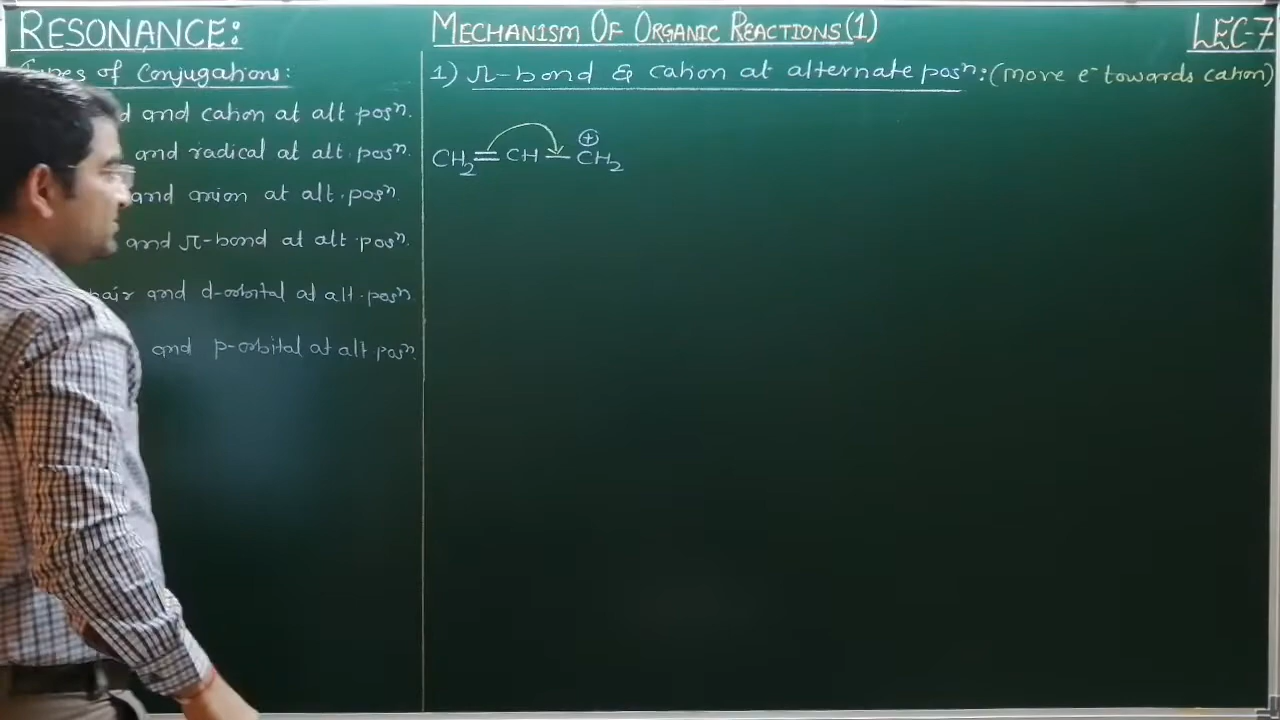 RESONANCE:
MECHANISM OF ORGANIC REACTIONS(1)
LEC-7
Types of Conjugations:
d and cation at alt posⁿ.
and radical at alt. posⁿ.
and anion at alt. posⁿ.
and π-bond at alt. posⁿ.
pair and d-orbital at alt. posⁿ
and p-orbital at alt posⁿ.
1) π-bond & cation at alternate posⁿ: (move e⁻ towards cation)
⊕
CH₂=CH–CH₂